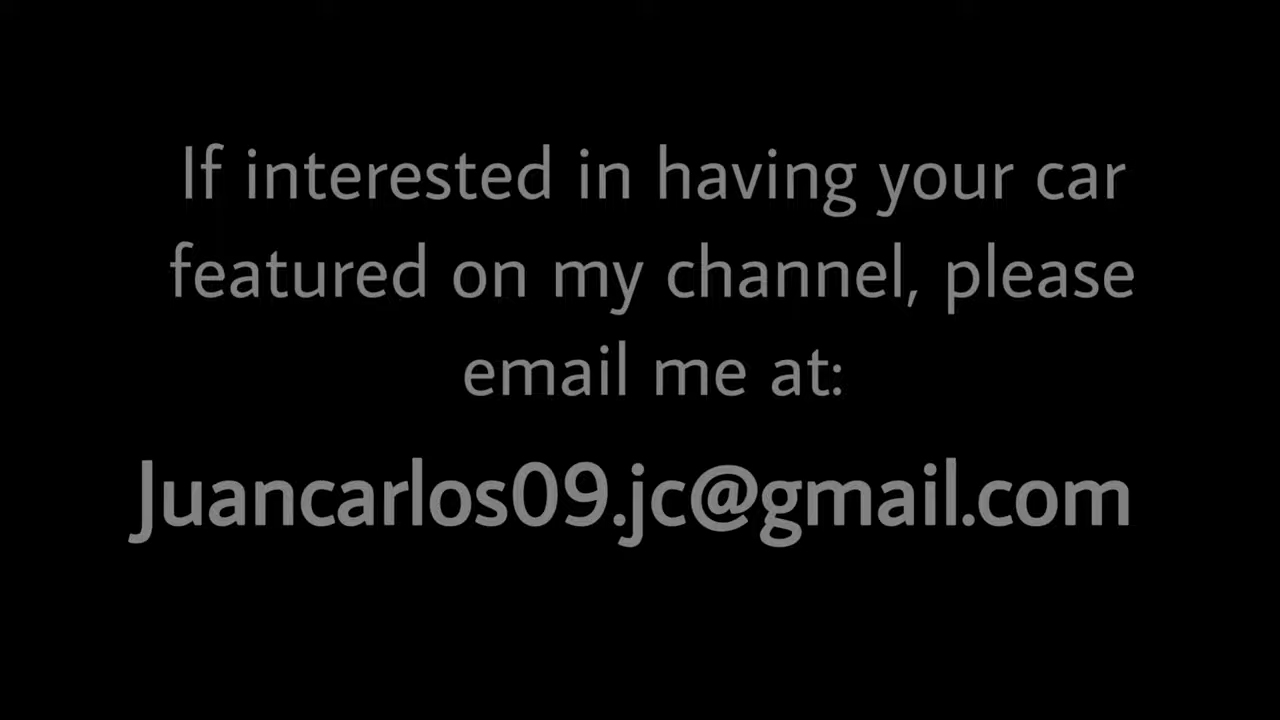 If interested in having your car
featured on my channel, please
email me at:
Juancarlos09.jc@gmail.com